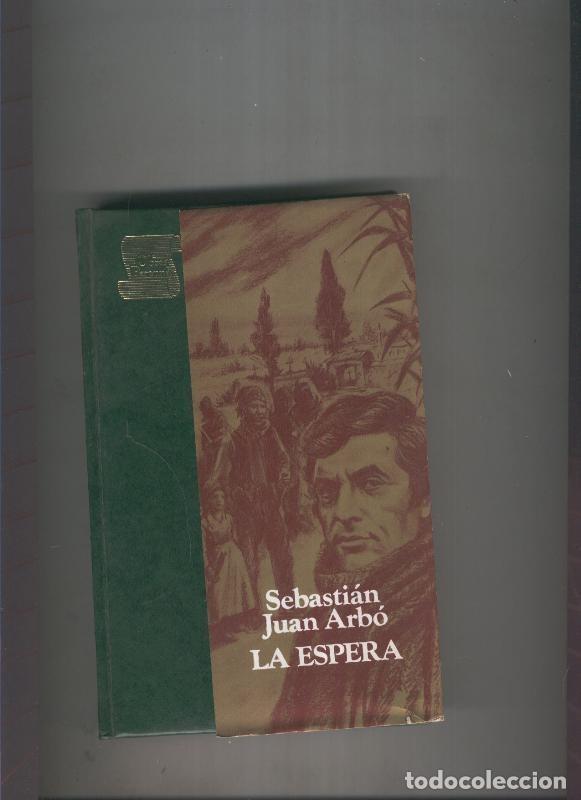 Sebastián
Juan Arbó
LA ESPERA
todocoleccion